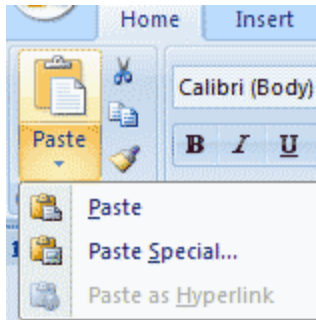 Home Insert
Calibri (Body)
Paste
B I U
Paste
Paste Special...
Paste as Hyperlink